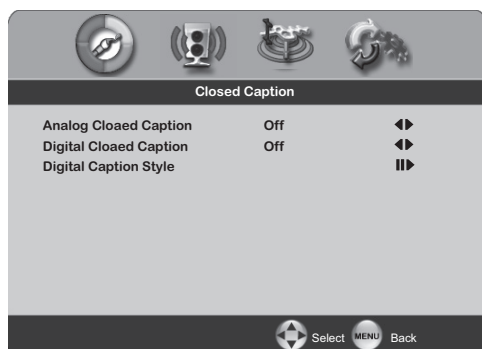 Closed Caption
Analog Cloaed Caption Off
Digital Cloaed Caption Off
Digital Caption Style
Select MENU Back